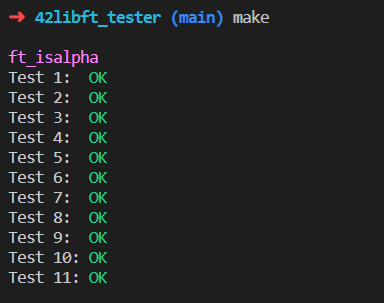 ➜ 42libft_tester (main) make
ft_isalpha
Test 1: OK
Test 2: OK
Test 3: OK
Test 4: OK
Test 5: OK
Test 6: OK
Test 7: OK
Test 8: OK
Test 9: OK
Test 10: OK
Test 11: OK